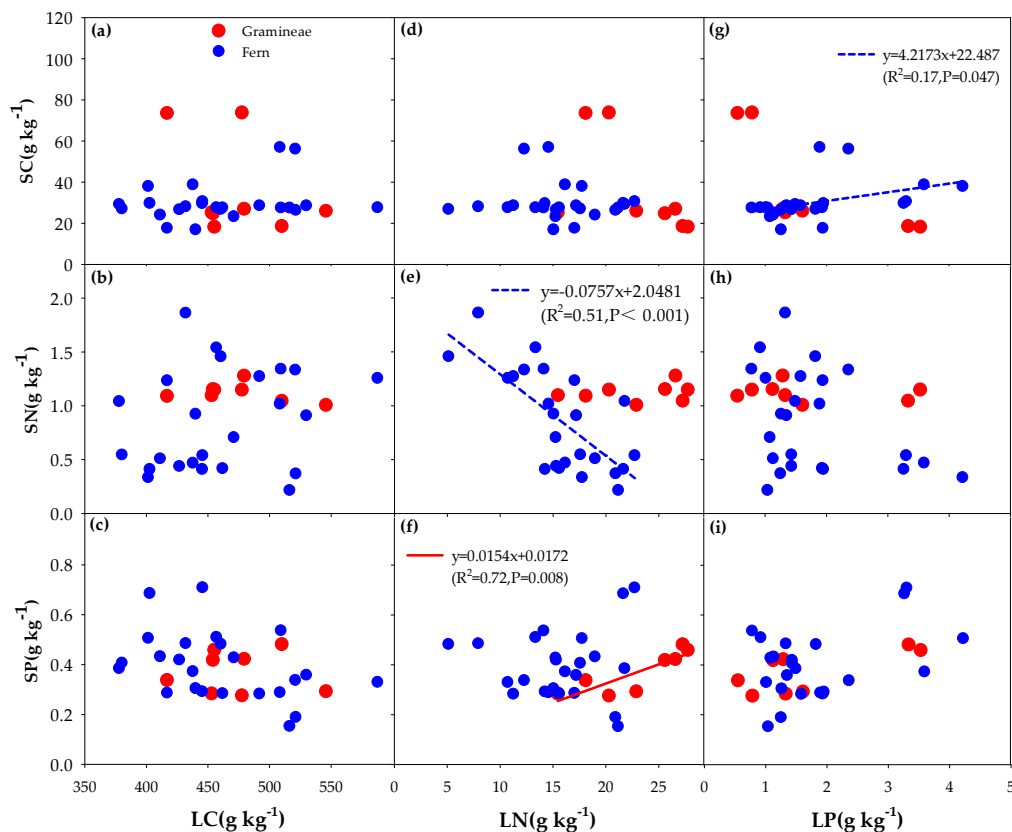 (a)
Gramineae
Fern
(d)
(g)
y=4.2173x+22.487
(R²=0.17,P=0.047)
SC(g kg⁻¹)
120
100
80
60
40
20
0
(b)
(e)
y=-0.0757x+2.0481
(R²=0.51,P< 0.001)
(h)
SN(g kg⁻¹)
2.0
1.5
1.0
0.5
0.0
(c)
(f)
y=0.0154x+0.0172
(R²=0.72,P=0.008)
(i)
SP(g kg⁻¹)
0.8
0.6
0.4
0.2
0.0
350 400 450 500 550
0 5 10 15 20 25
0 1 2 3 4 5
LC(g kg⁻¹)
LN(g kg⁻¹)
LP(g kg⁻¹)